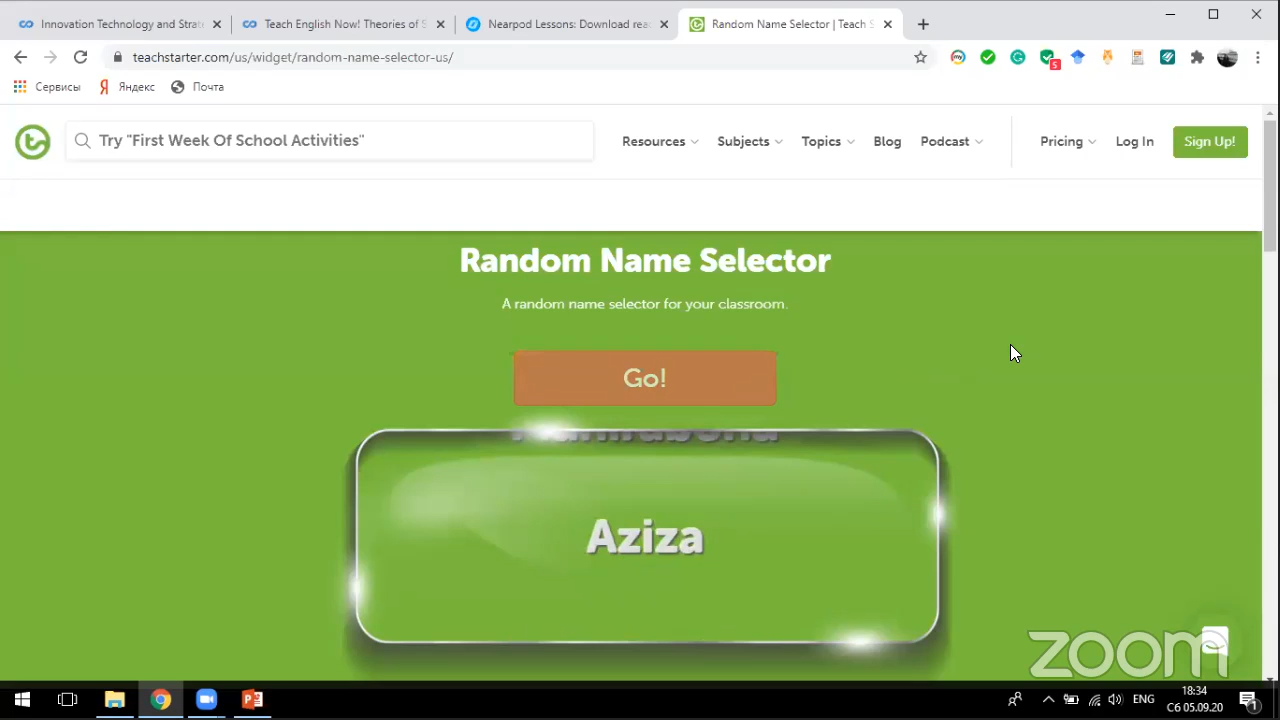 Innovation Technology and Strate
Teach English Now! Theories of S
Nearpod Lessons: Download rea
Random Name Selector | Teach S
teachstarter.com/us/widget/random-name-selector-us/
5
Сервисы
Яндекс
Почта
Try "First Week Of School Activities"
Resources
Subjects
Topics
Blog
Podcast
Pricing
Log In
Sign Up!
Random Name Selector
A random name selector for your classroom.
Go!
Aziza
zoom
ENG
18:34
Сб 05.09.20
1